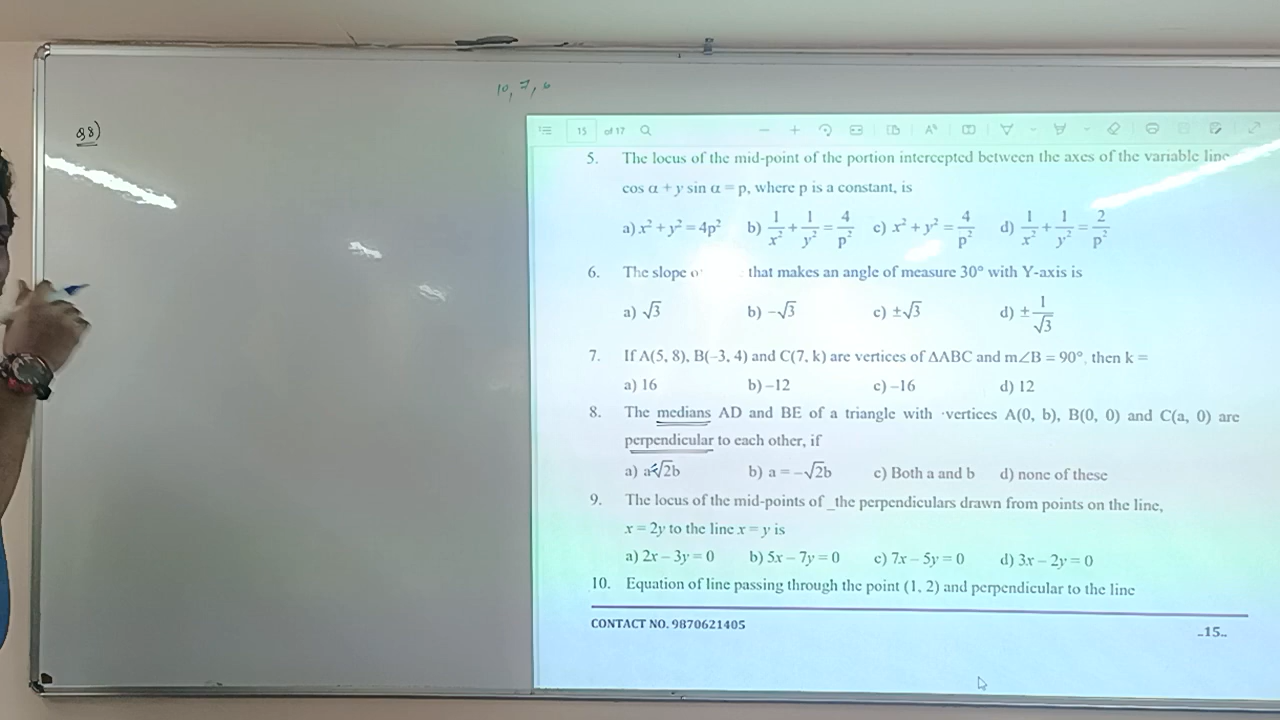 10, 7, 6
Q8)
15 of 17
5. The locus of the mid-point of the portion intercepted between the axes of the variable line
cos α + y sin α = p, where p is a constant, is
a) x² + y² = 4p² b) 1/x² + 1/y² = 4/p² c) x² + y² = 4/p² d) 1/x² + 1/y² = 2/p²
6. The slope o that makes an angle of measure 30° with Y-axis is
a) √3 b) −√3 c) ±√3 d) ± 1/√3
7. If A(5, 8), B(−3, 4) and C(7, k) are vertices of ΔABC and m∠B = 90°, then k =
a) 16 b) −12 c) −16 d) 12
8. The medians AD and BE of a triangle with vertices A(0, b), B(0, 0) and C(a, 0) are
perpendicular to each other, if
a) a=√2b b) a = −√2b c) Both a and b d) none of these
9. The locus of the mid-points of _the perpendiculars drawn from points on the line,
x = 2y to the line x = y is
a) 2x − 3y = 0 b) 5x − 7y = 0 c) 7x − 5y = 0 d) 3x − 2y = 0
10. Equation of line passing through the point (1, 2) and perpendicular to the line
CONTACT NO. 9870621405
..15..